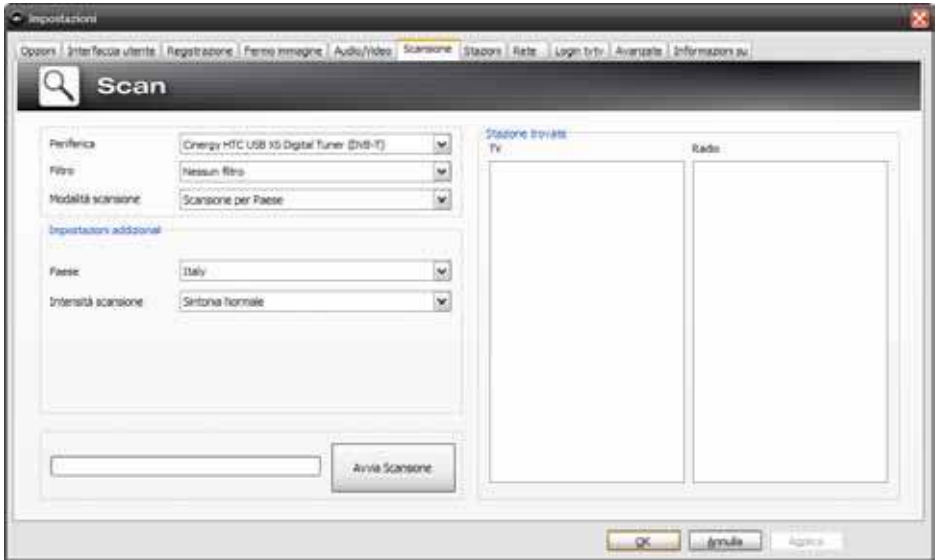 Impostazioni
Opzioni Interfaccia utente Registrazione Fermo immagine Audio/Video Scansione Stazioni Rete Login tvtv Avanzate Informazioni su
Scan
Periferica Cinergy HTC USB XS Digital Tuner (DVB-T)
Filtro Nessun filtro
Modalità scansione Scansione per Paese
Impostazioni addizionali
Paese Italy
Intensità scansione Sintonia Normale
Avvia Scansione
Stazione trovate
TV Radio
OK Annulla Applica